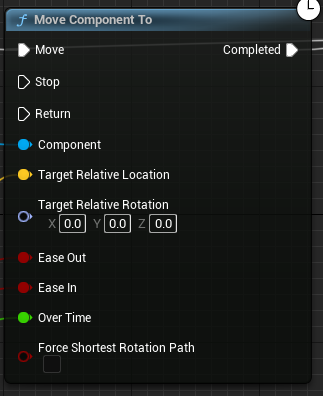 Move Component To
Move Completed
Stop
Return
Component
Target Relative Location
Target Relative Rotation
X 0.0 Y 0.0 Z 0.0
Ease Out
Ease In
Over Time
Force Shortest Rotation Path